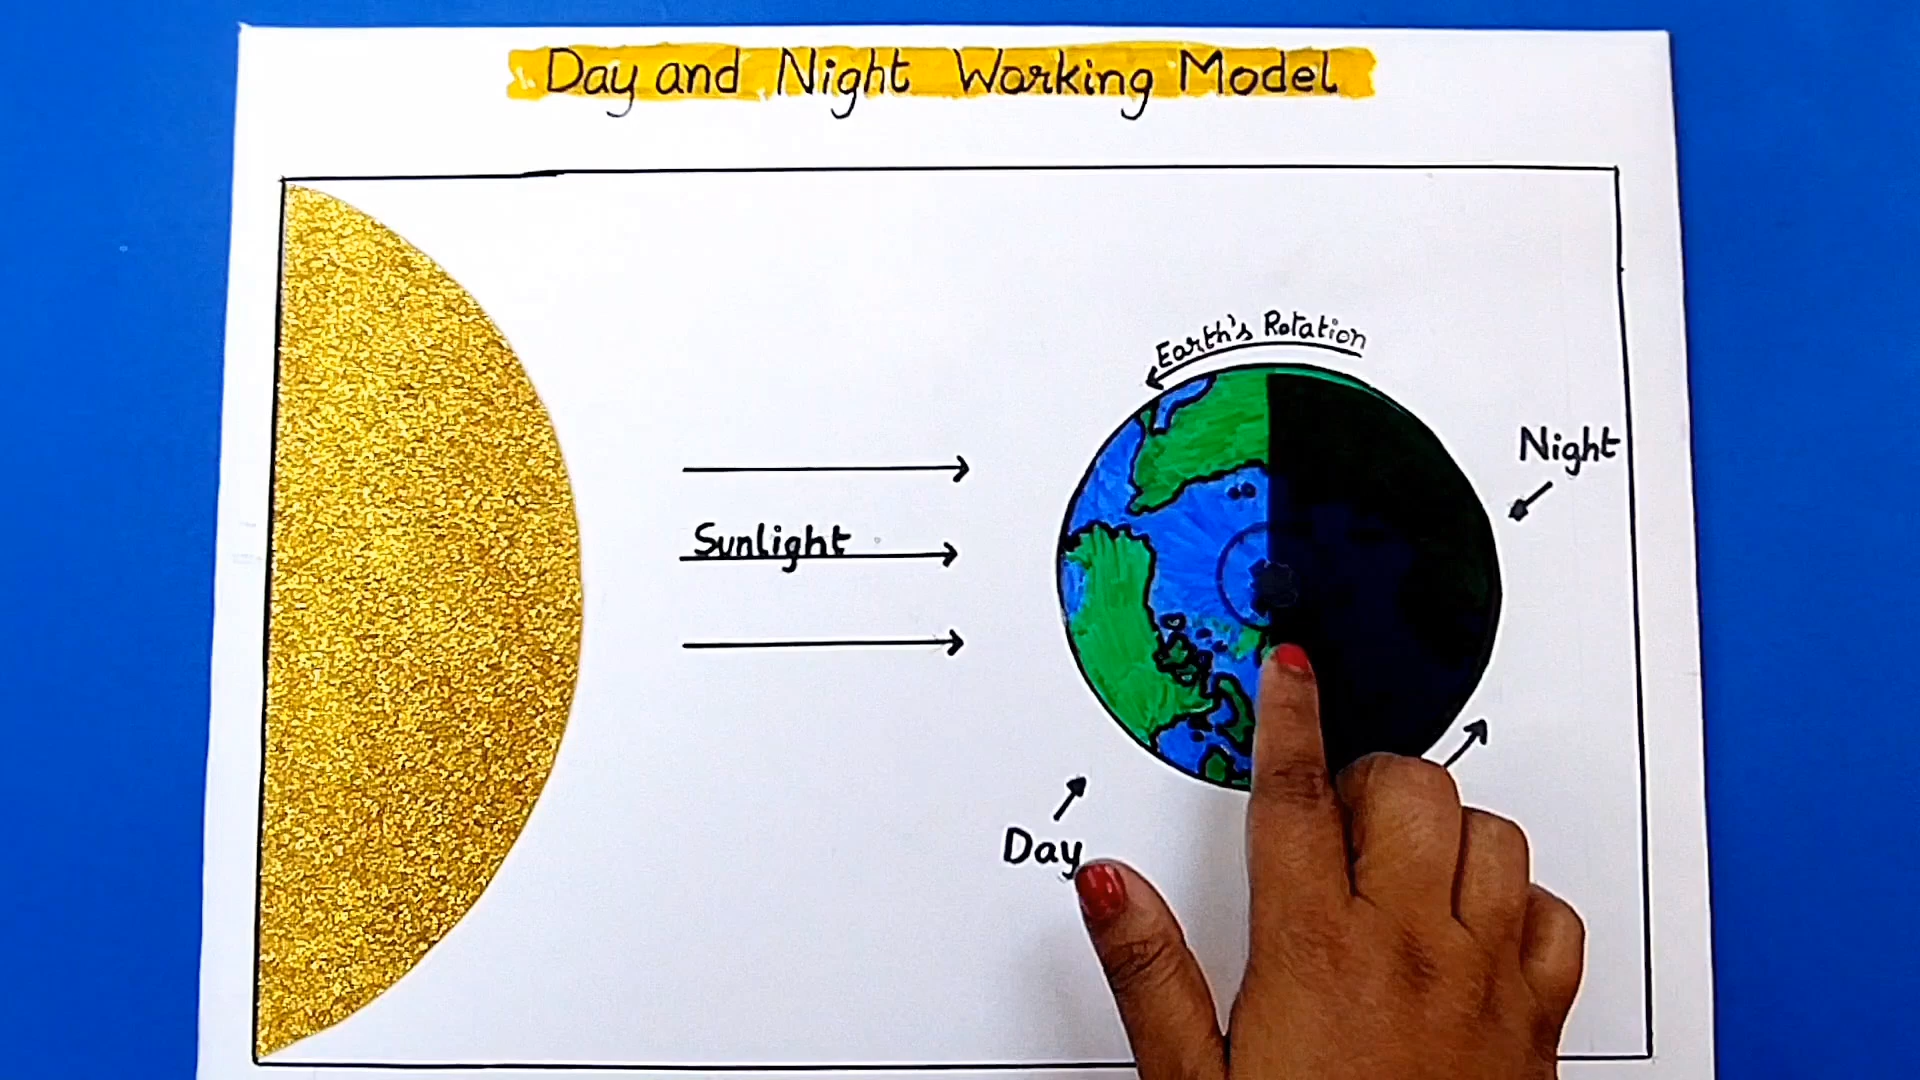 Day and Night Working Model
Earth's Rotation
Night
Sunlight
Day